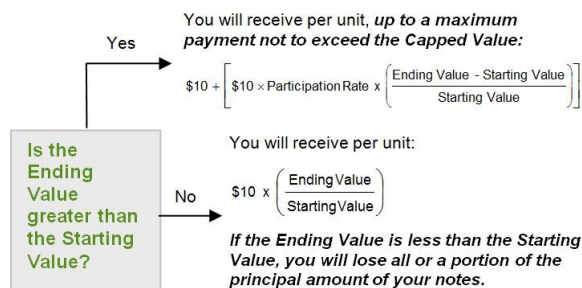 You will receive per unit, up to a maximum
payment not to exceed the Capped Value:
Yes
$10 + [ $10 × Participation Rate x ( Ending Value - Starting Value / Starting Value ) ]
Is the
Ending
Value
greater than
the Starting
Value?
No
You will receive per unit:
$10 x ( Ending Value / Starting Value )
If the Ending Value is less than the Starting
Value, you will lose all or a portion of the
principal amount of your notes.